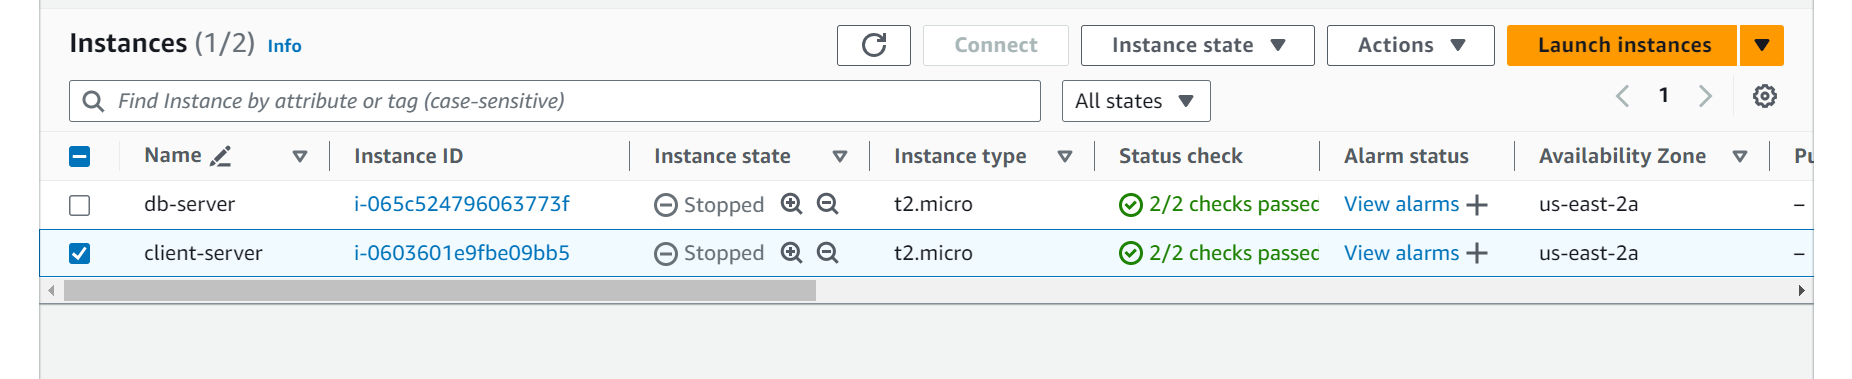 Instances (1/2) Info Connect Instance state Actions Launch instances
Find Instance by attribute or tag (case-sensitive) All states 1
Name Instance ID Instance state Instance type Status check Alarm status Availability Zone Pu
db-server i-065c524796063773f Stopped t2.micro 2/2 checks passed View alarms + us-east-2a –
client-server i-0603601e9fbe09bb5 Stopped t2.micro 2/2 checks passed View alarms + us-east-2a –